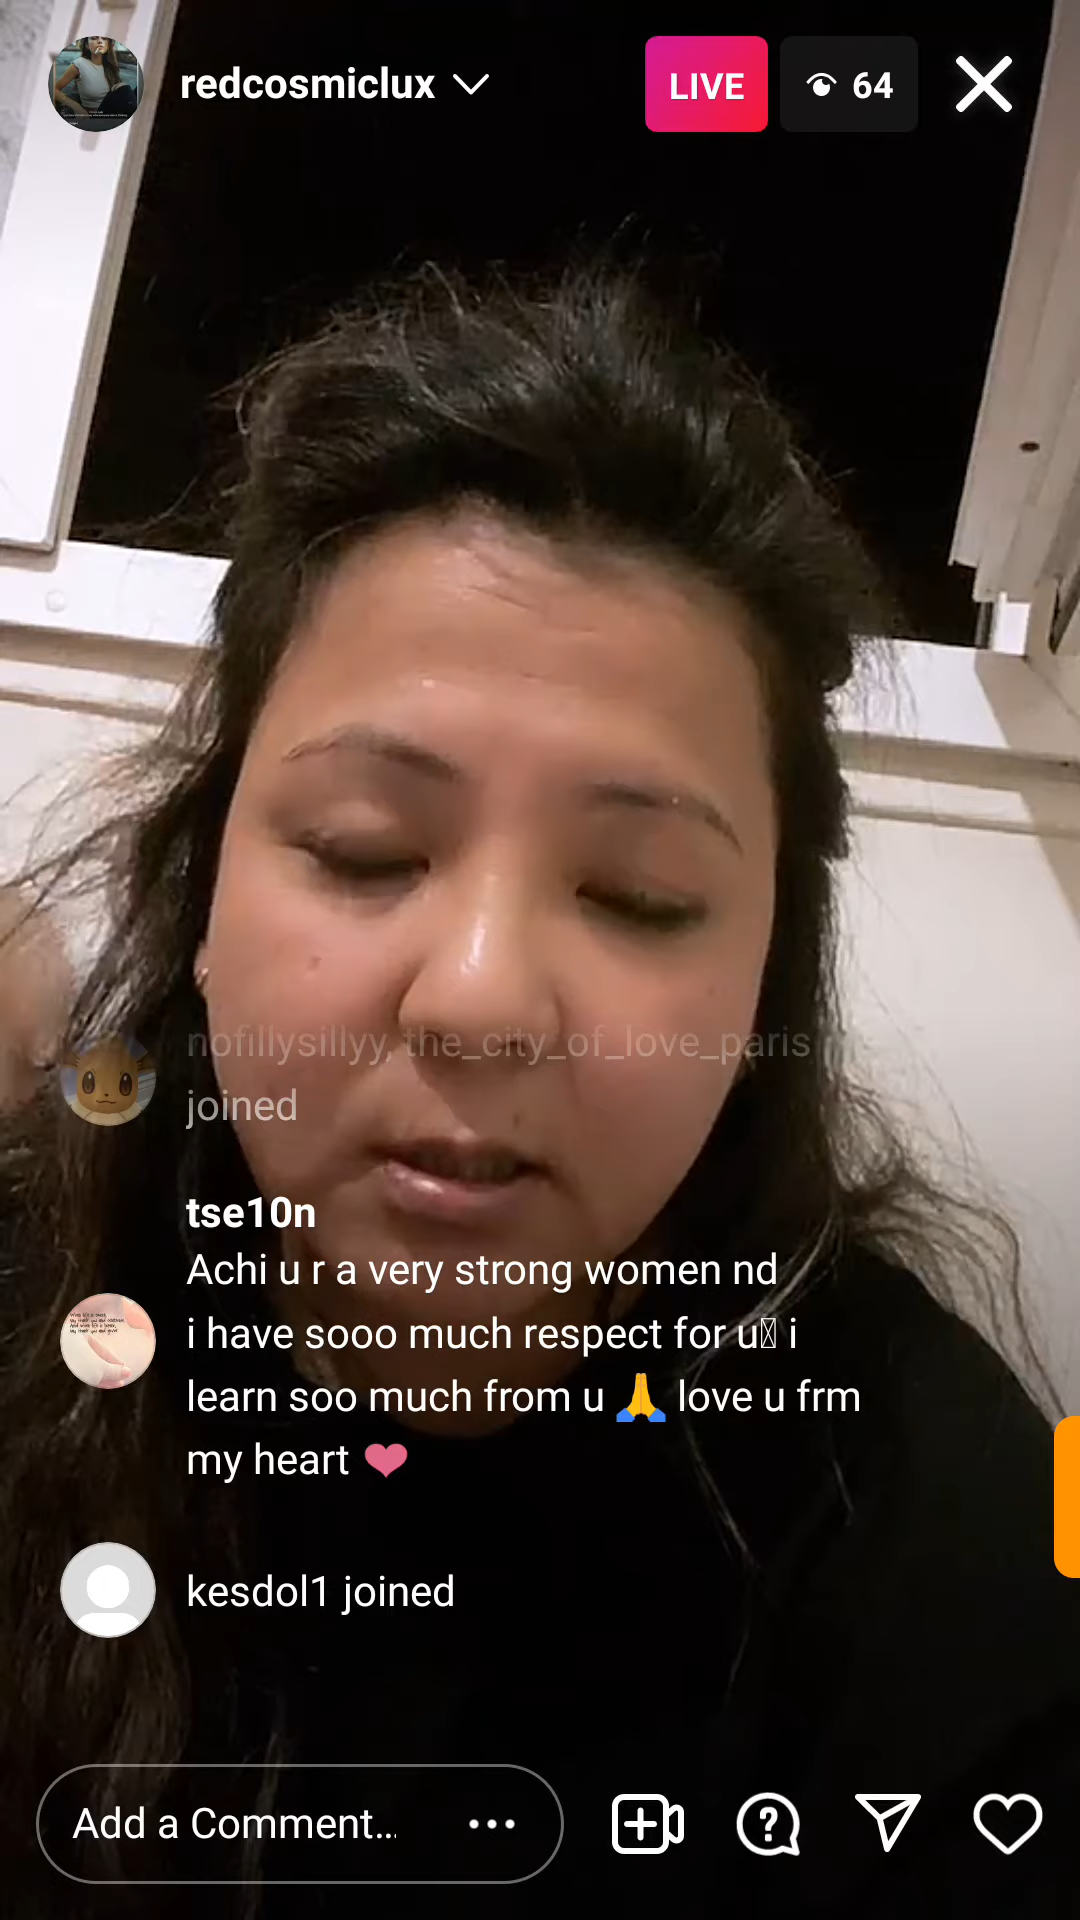 redcosmiclux
LIVE
64
nofillysillyy, the_city_of_love_paris
joined
tse10n
Achi u r a very strong women nd
i have sooo much respect for u i
learn soo much from u 🙏 love u frm
my heart ❤
kesdol1 joined
Add a Comment...